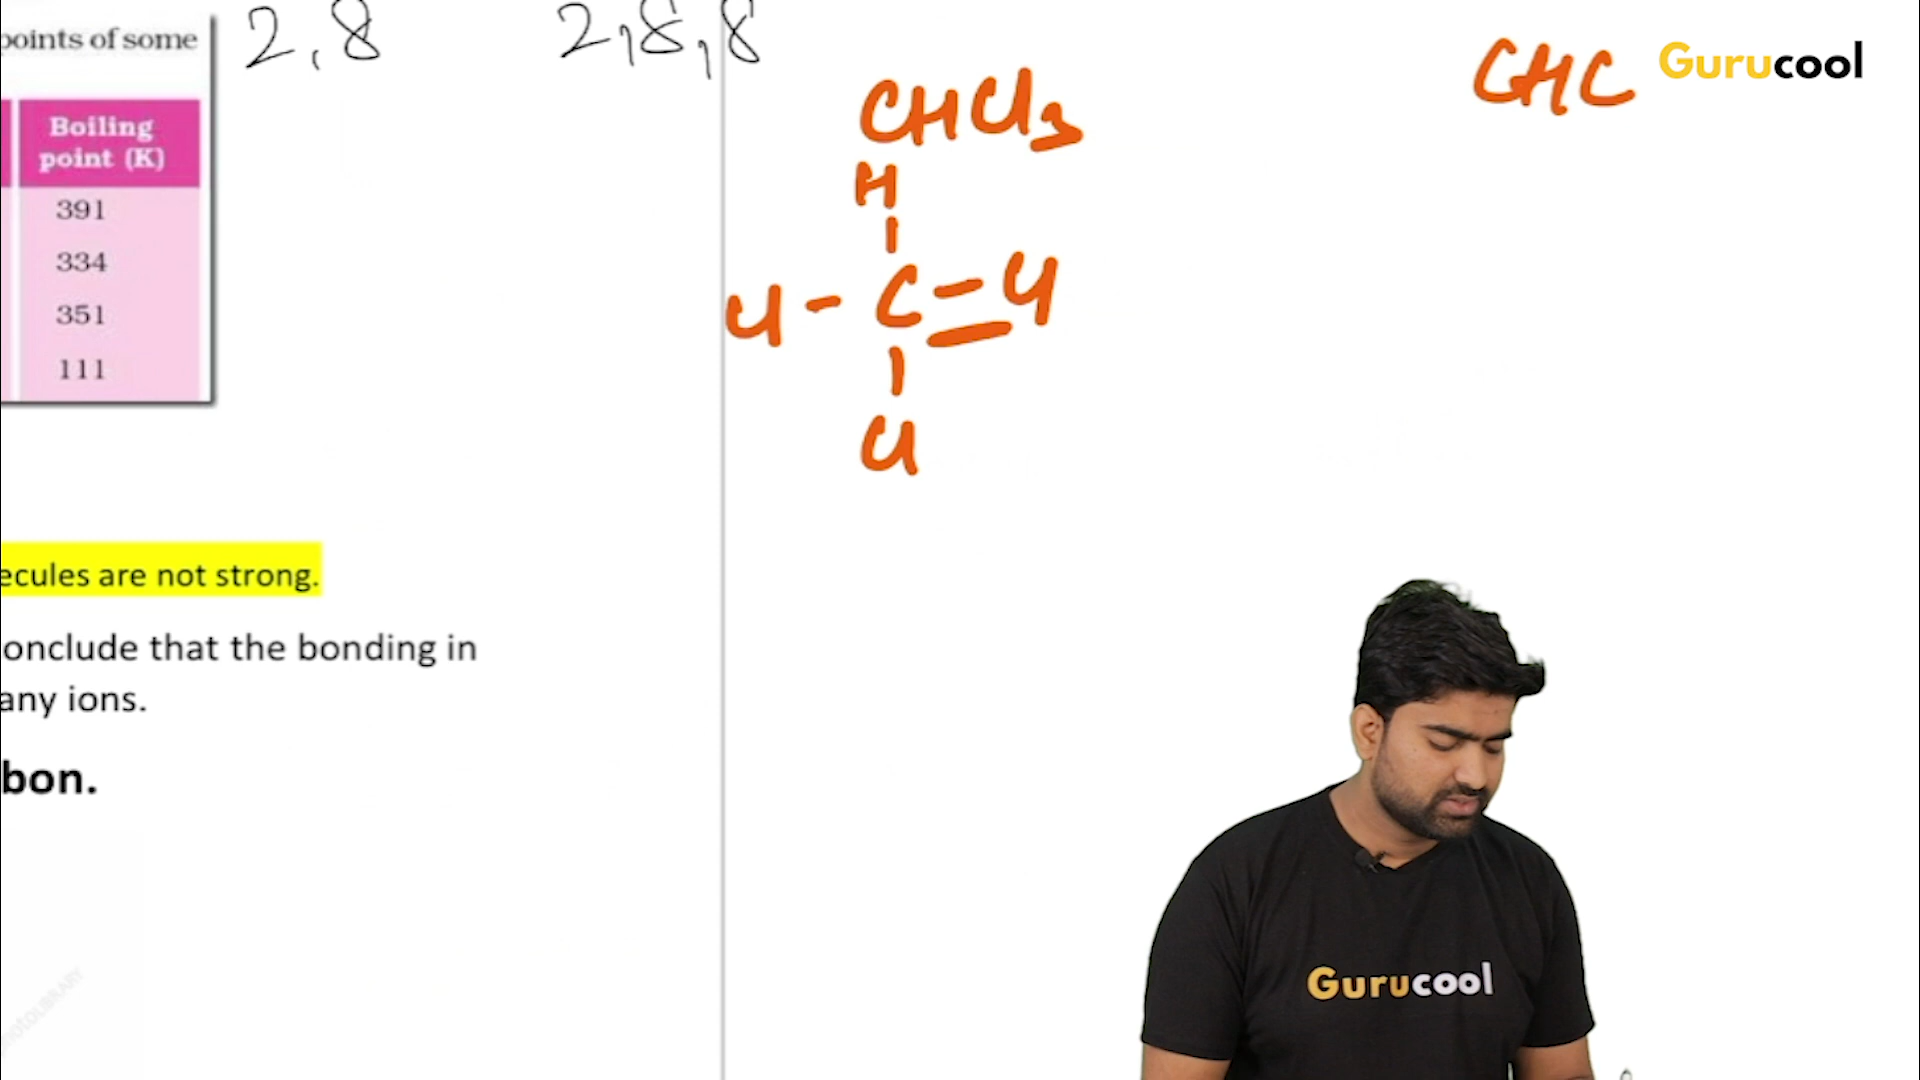 points of some
2,8
2,8,8
CHC
Gurucool
CHCl3
Boiling
point (K)
391
334
351
111
H
Cl - C - Cl
Cl
ecules are not strong.
onclude that the bonding in
any ions.
bon.
Gurucool